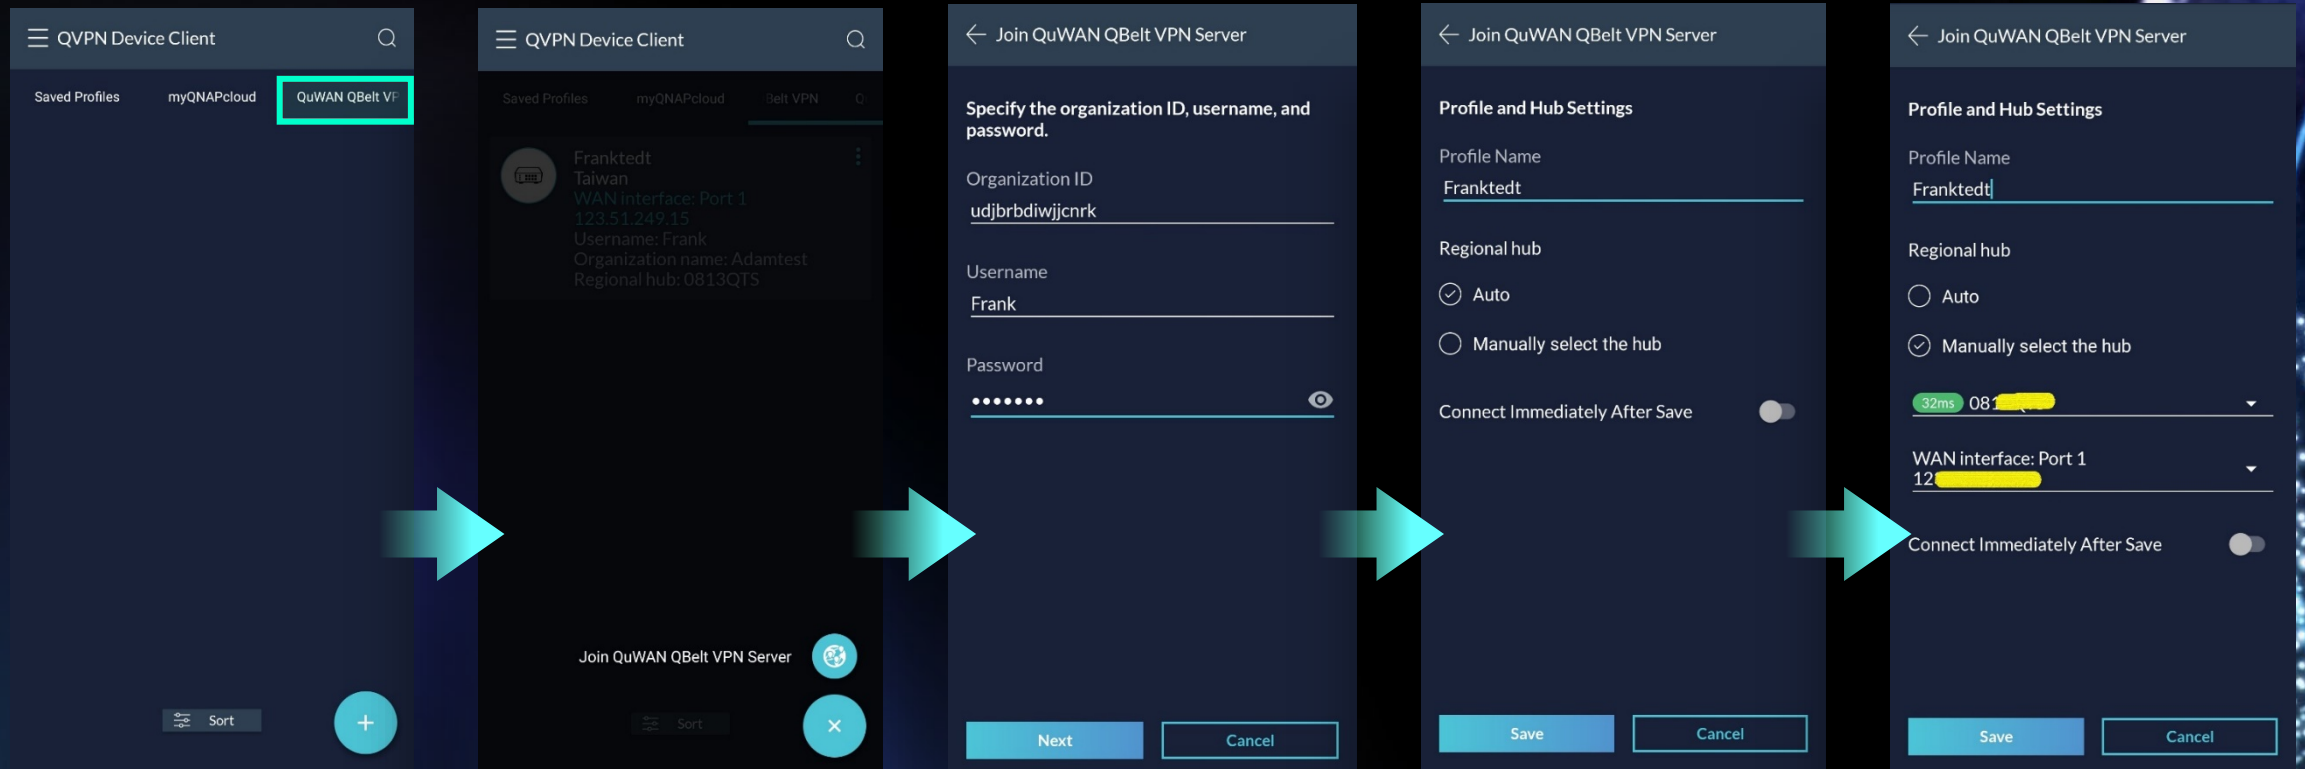 QVPN Device Client
Saved Profiles
myQNAPcloud
QuWAN QBelt VP
Sort
QVPN Device Client
Saved Profiles
myQNAPcloud
Belt VPN
Franktedt
Taiwan
WAN interface: Port 1
123.51.249.15
Username: Frank
Organization name: Adamtest
Regional hub: 0813QTS
Join QuWAN QBelt VPN Server
Sort
Join QuWAN QBelt VPN Server
Specify the organization ID, username, and
password.
Organization ID
udjbrbdiwjjcnrk
Username
Frank
Password
•••••••
Next
Cancel
Join QuWAN QBelt VPN Server
Profile and Hub Settings
Profile Name
Franktedt
Regional hub
Auto
Manually select the hub
Connect Immediately After Save
Save
Cancel
Join QuWAN QBelt VPN Server
Profile and Hub Settings
Profile Name
Franktedt
Regional hub
Auto
Manually select the hub
32ms 081
WAN interface: Port 1
12
Connect Immediately After Save
Save
Cancel